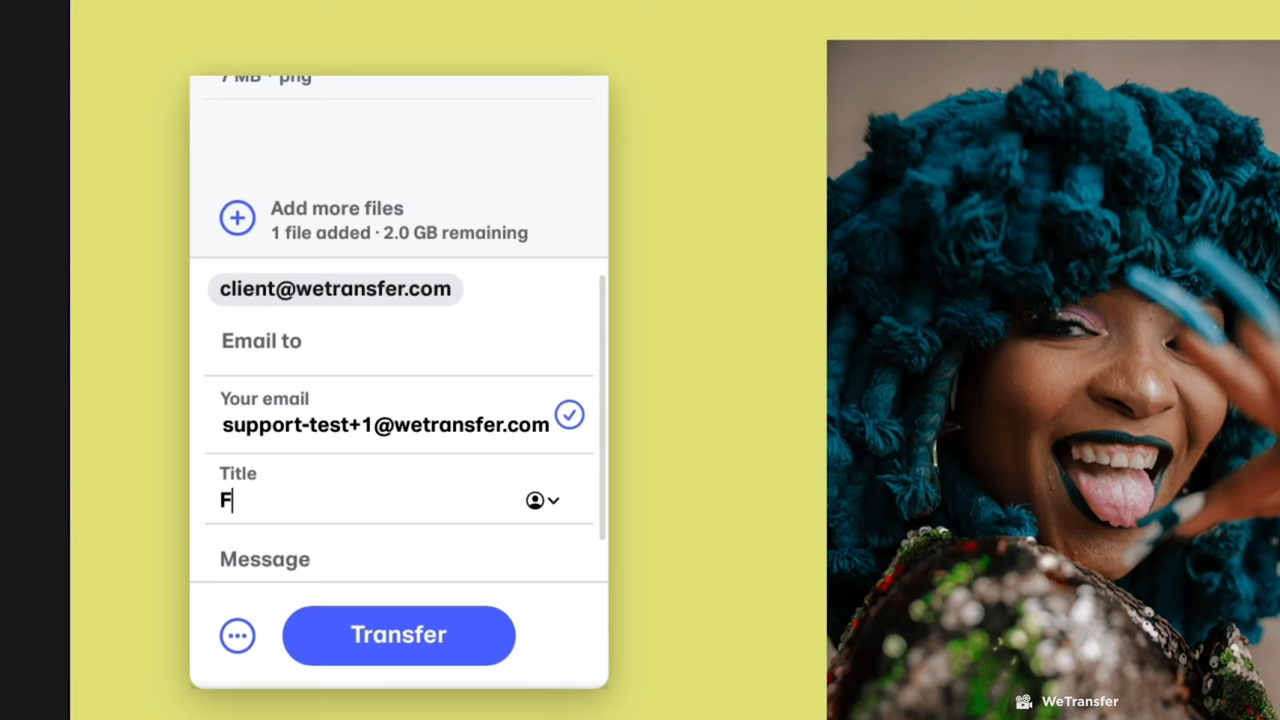 7 MB · png
Add more files
1 file added · 2.0 GB remaining
client@wetransfer.com
Email to
Your email
support-test+1@wetransfer.com
Title
F
Message
Transfer
WeTransfer